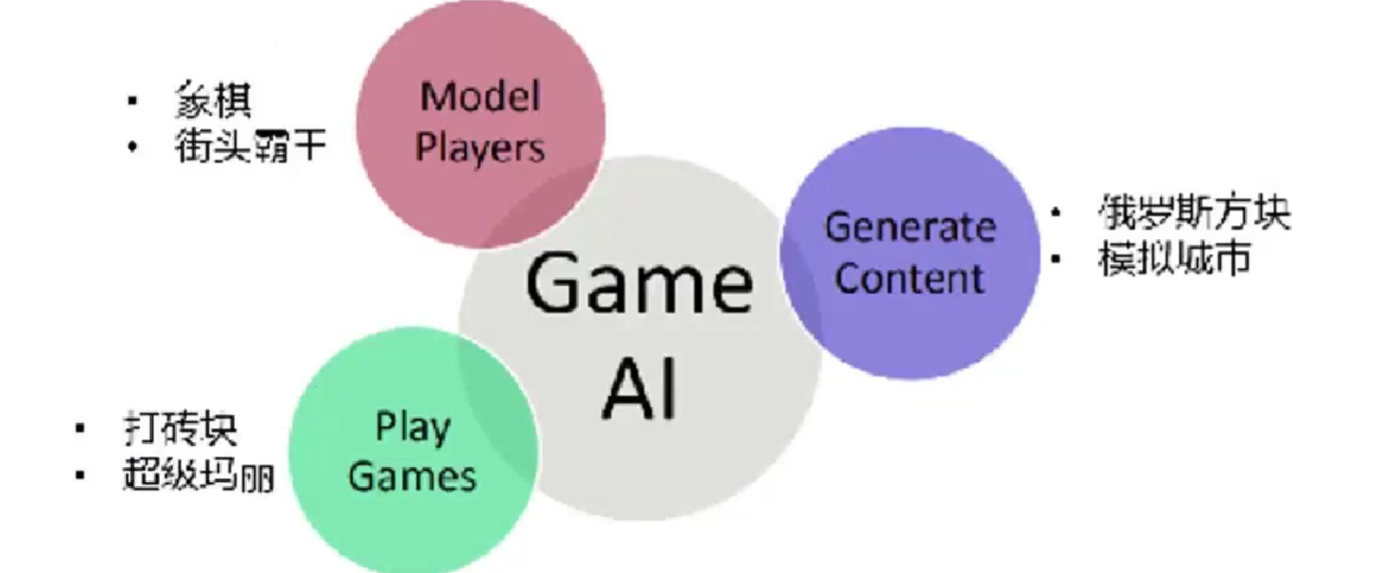 Model
Players
象棋
街头霸王
Generate
Content
俄罗斯方块
模拟城市
Game
AI
Play
Games
打砖块
超级玛丽